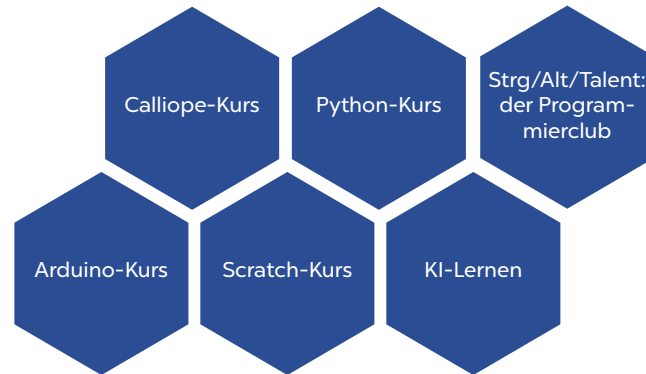 Calliope-Kurs
Python-Kurs
Strg/Alt/Talent:
der Program-
mierclub
Arduino-Kurs
Scratch-Kurs
KI-Lernen